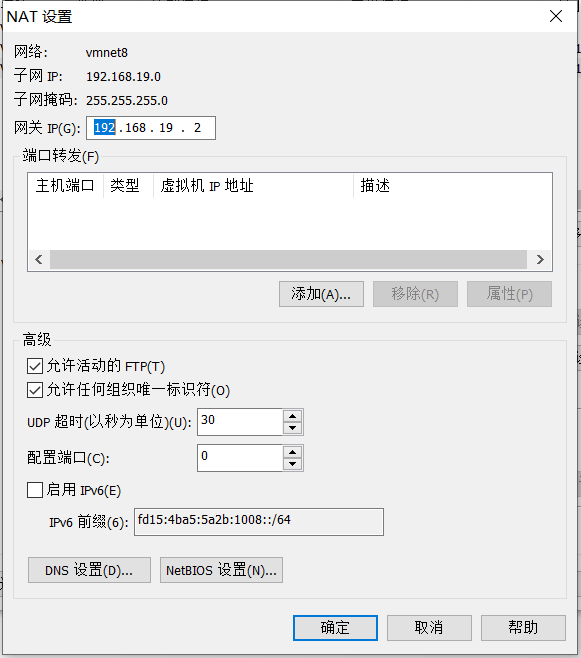 NAT 设置
网络: vmnet8
子网 IP: 192.168.19.0
子网掩码: 255.255.255.0
网关 IP(G): 192 . 168 . 19 . 2
端口转发(F)
主机端口 类型 虚拟机 IP 地址 描述
添加(A)... 移除(R) 属性(P)
高级
允许活动的 FTP(T)
允许任何组织唯一标识符(O)
UDP 超时(以秒为单位)(U): 30
配置端口(C): 0
启用 IPv6(E)
IPv6 前缀(6): fd15:4ba5:5a2b:1008::/64
DNS 设置(D)... NetBIOS 设置(N)...
确定 取消 帮助